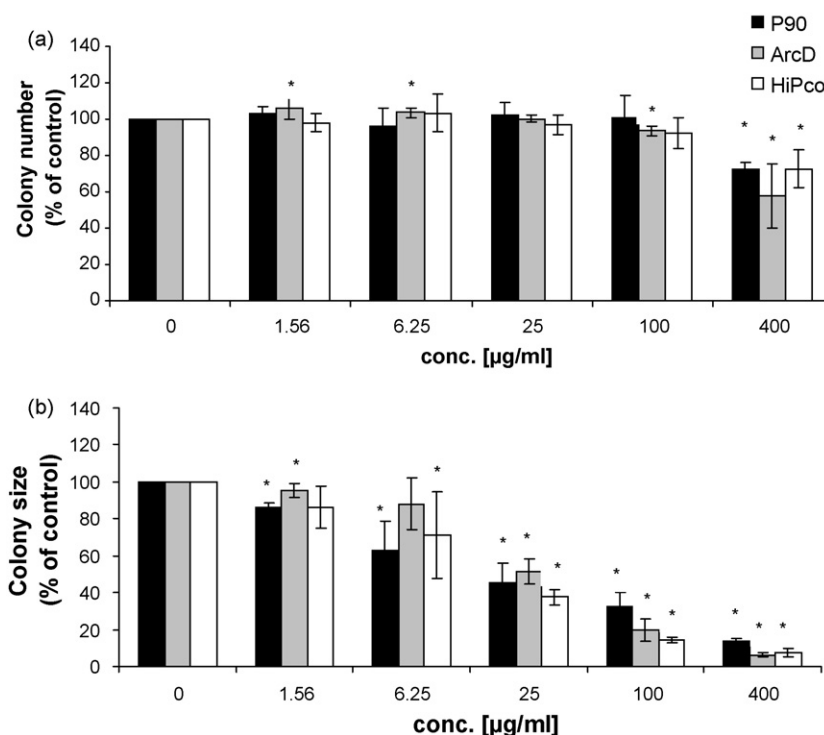 P90
ArcD
HiPco
(a)
Colony number
(% of control)
140
120
100
80
60
40
20
0
* * * * * *
0 1.56 6.25 25 100 400
conc. [µg/ml]
(b)
Colony size
(% of control)
140
120
100
80
60
40
20
0
* * * * * * * * * * * * *
0 1.56 6.25 25 100 400
conc. [µg/ml]